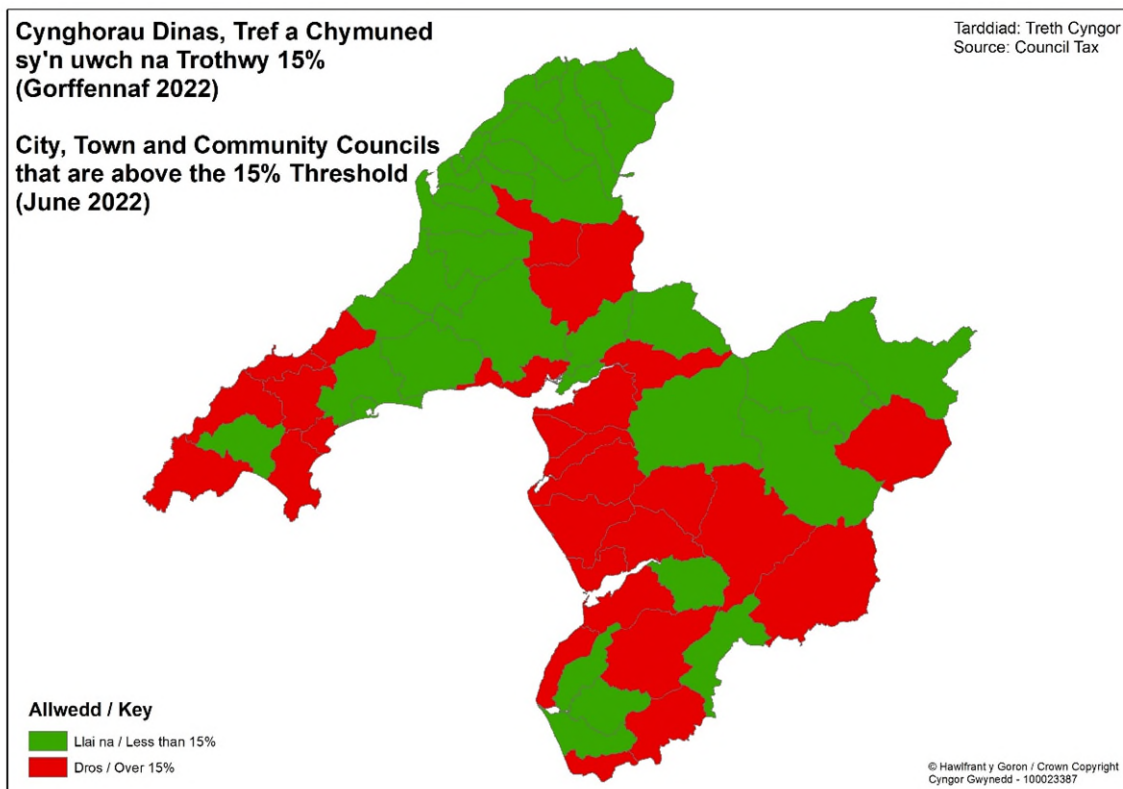 Cynghorau Dinas, Tref a Chymuned
sy'n uwch na Trothwy 15%
(Gorffennaf 2022)
City, Town and Community Councils
that are above the 15% Threshold
(June 2022)
Tarddiad: Treth Cyngor
Source: Council Tax
Allwedd / Key
Llai na / Less than 15%
Dros / Over 15%
© Hawlfrant y Goron / Crown Copyright
Cyngor Gwynedd - 100023387